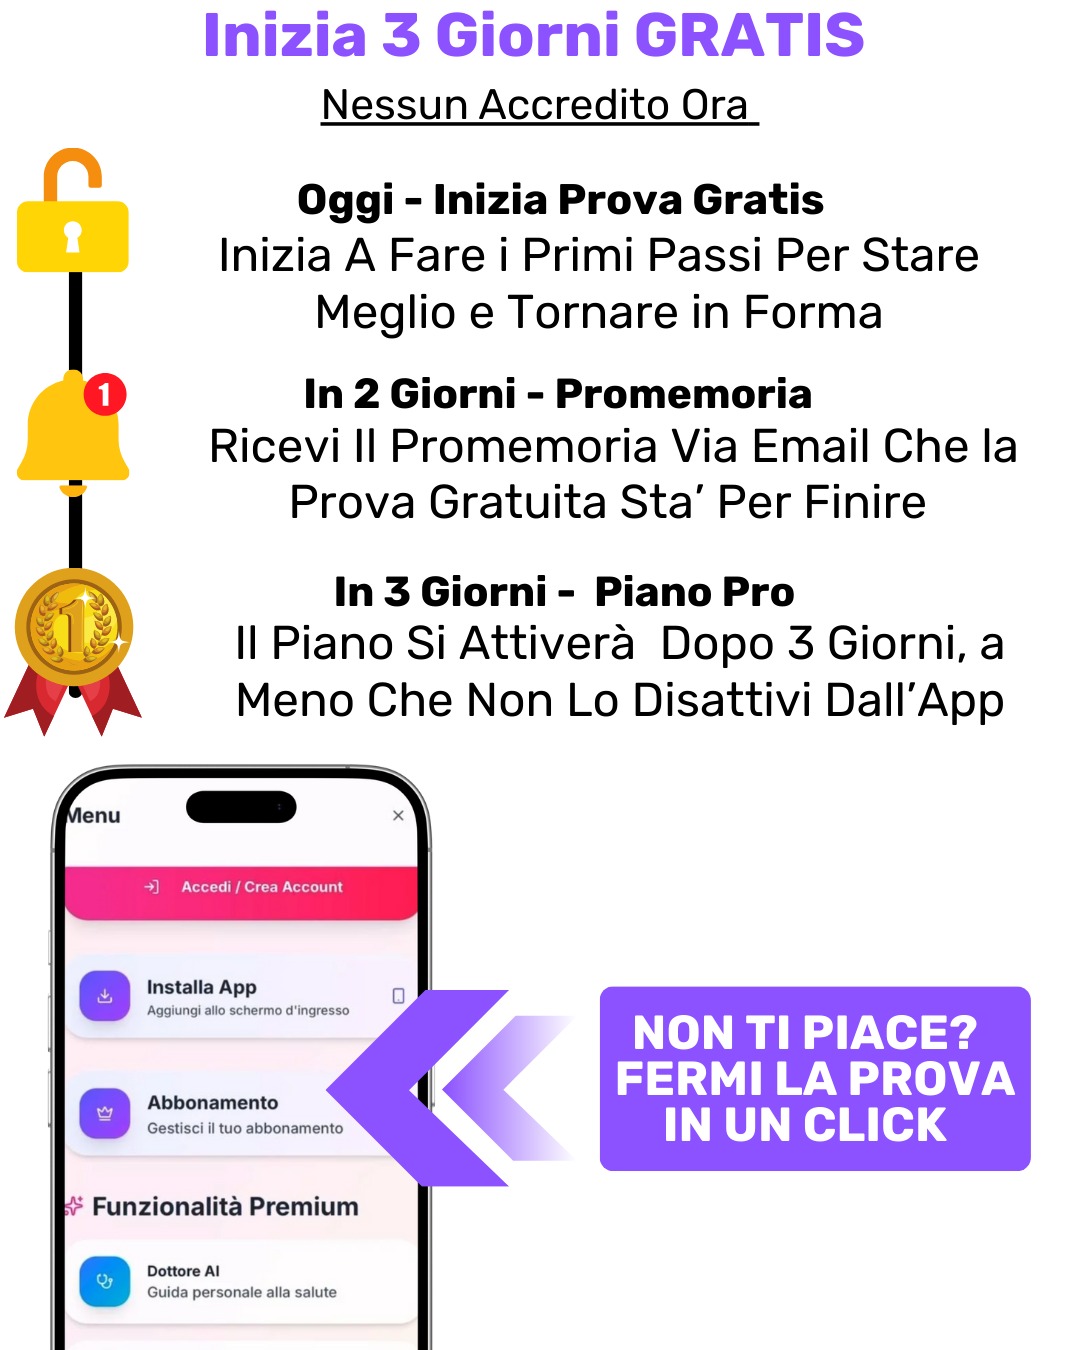 Inizia 3 Giorni GRATIS
Nessun Accredito Ora
Oggi - Inizia Prova Gratis
Inizia A Fare i Primi Passi Per Stare
Meglio e Tornare in Forma
1
In 2 Giorni - Promemoria
Ricevi Il Promemoria Via Email Che la
Prova Gratuita Sta’ Per Finire
1
In 3 Giorni - Piano Pro
Il Piano Si Attiverà Dopo 3 Giorni, a
Meno Che Non Lo Disattivi Dall’App
Menu
×
Accedi / Crea Account
Installa App
Aggiungi allo schermo d'ingresso
Abbonamento
Gestisci il tuo abbonamento
Funzionalità Premium
Dottore AI
Guida personale alla salute
NON TI PIACE?
FERMI LA PROVA
IN UN CLICK